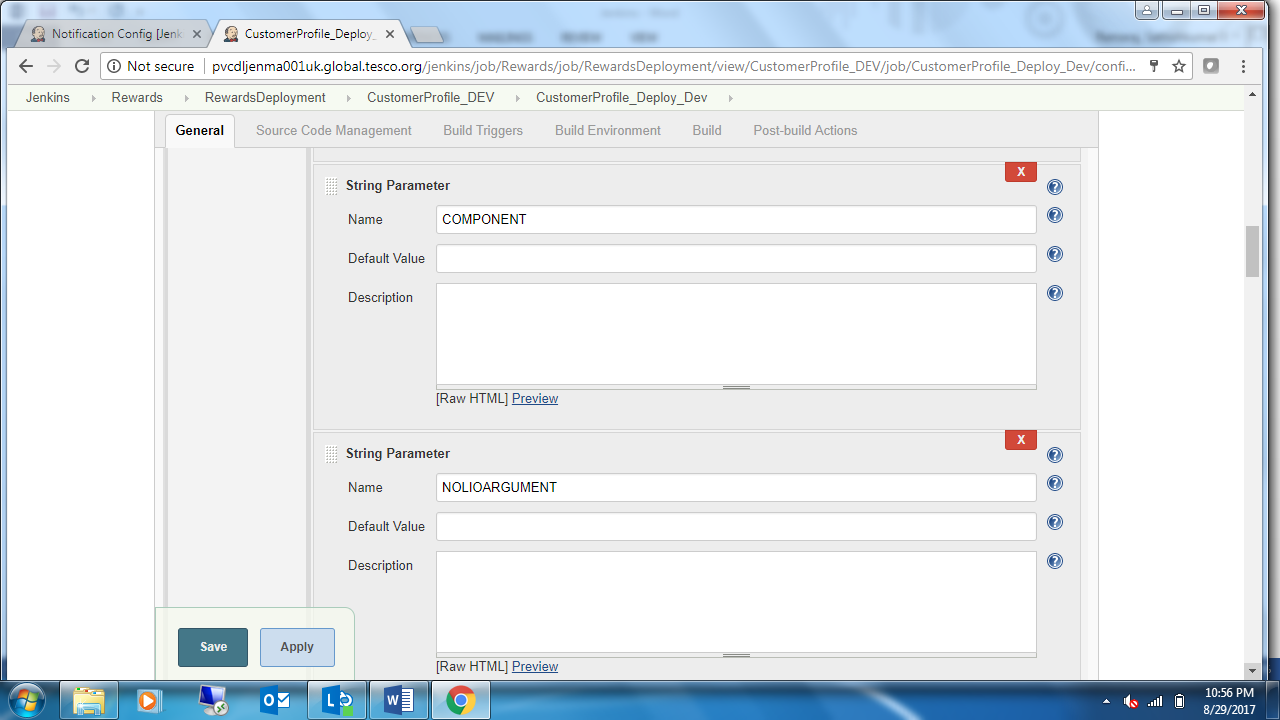 Notification Config [Jenk
CustomerProfile_Deploy_
Not secure | pvcdljenma001uk.global.tesco.org/jenkins/job/Rewards/job/RewardsDeployment/view/CustomerProfile_DEV/job/CustomerProfile_Deploy_Dev/confi...
Jenkins Rewards RewardsDeployment CustomerProfile_DEV CustomerProfile_Deploy_Dev
General Source Code Management Build Triggers Build Environment Build Post-build Actions
X
String Parameter
Name COMPONENT
Default Value
Description
[Raw HTML] Preview
X
String Parameter
Name NOLIOARGUMENT
Default Value
Description
Save Apply
[Raw HTML] Preview
10:56 PM
8/29/2017